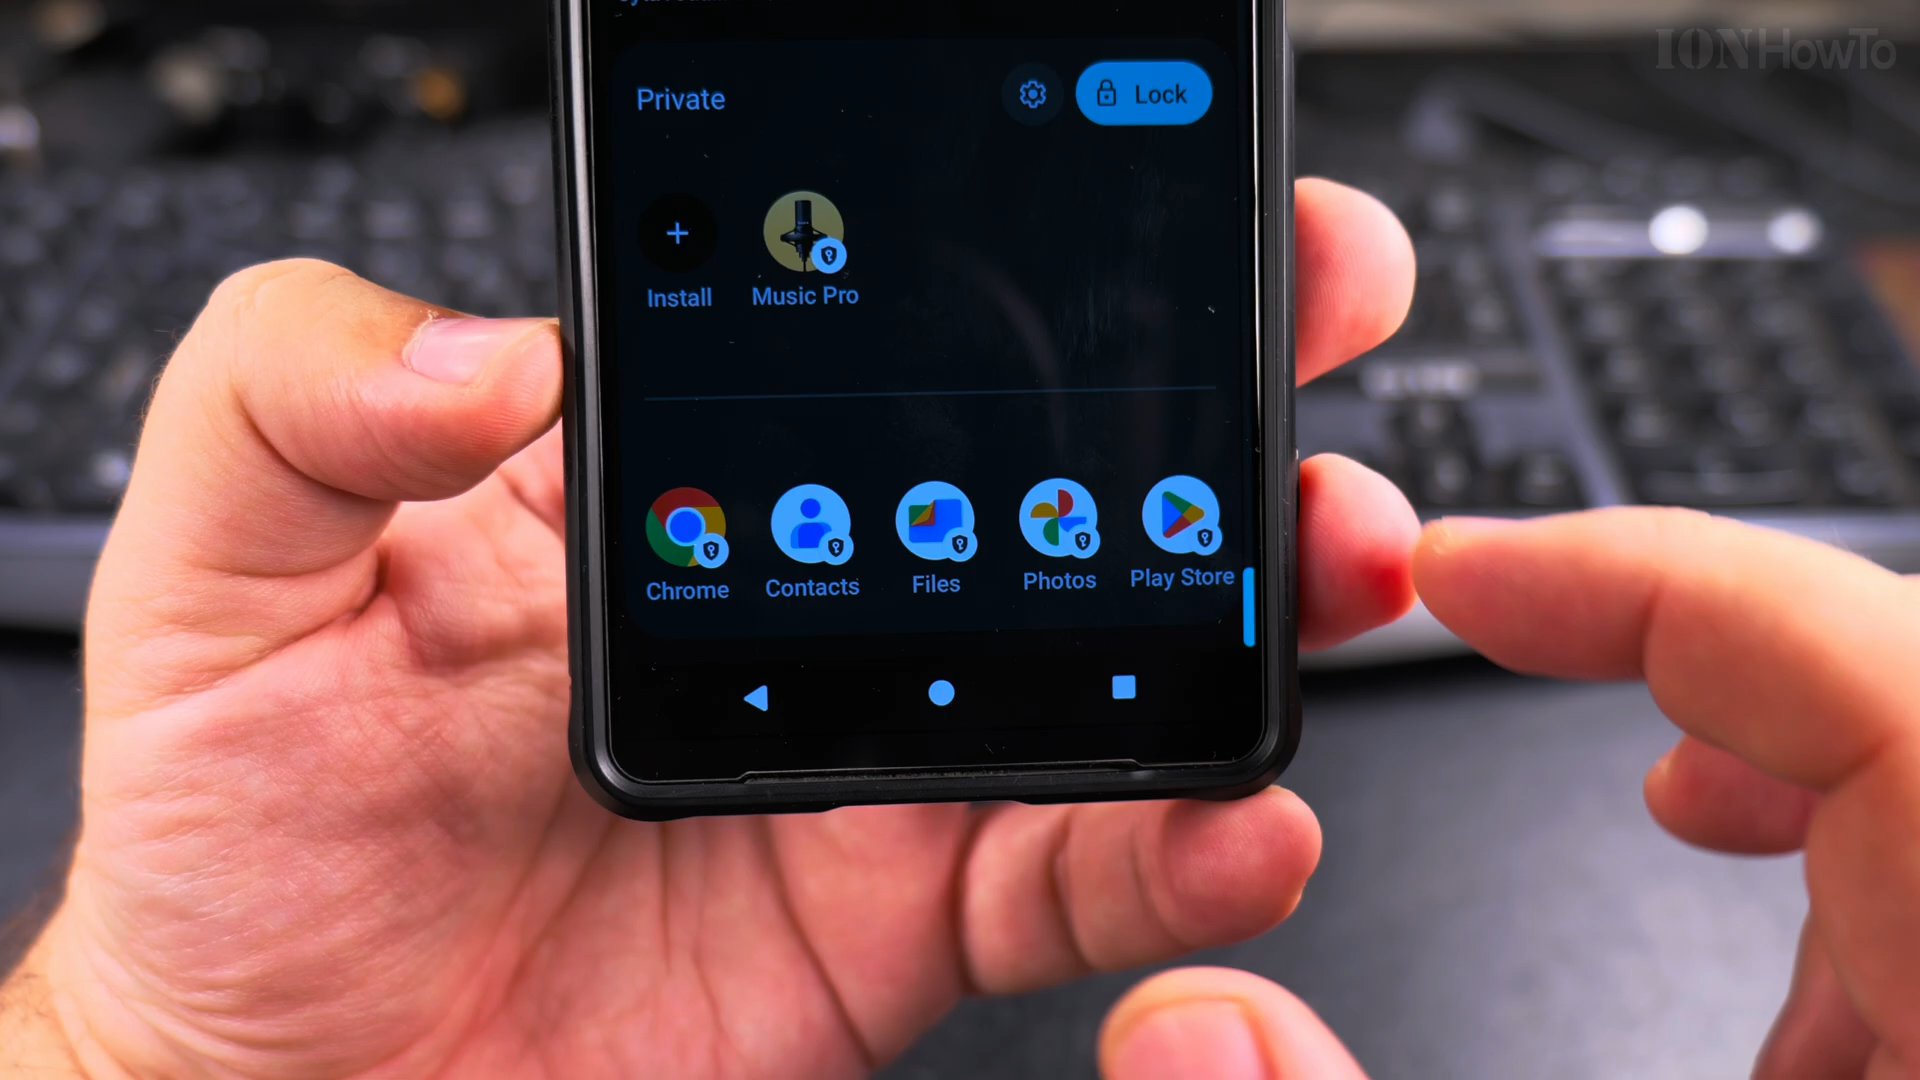 IONHowTo
Private
Lock
Install
Music Pro
Chrome
Contacts
Files
Photos
Play Store